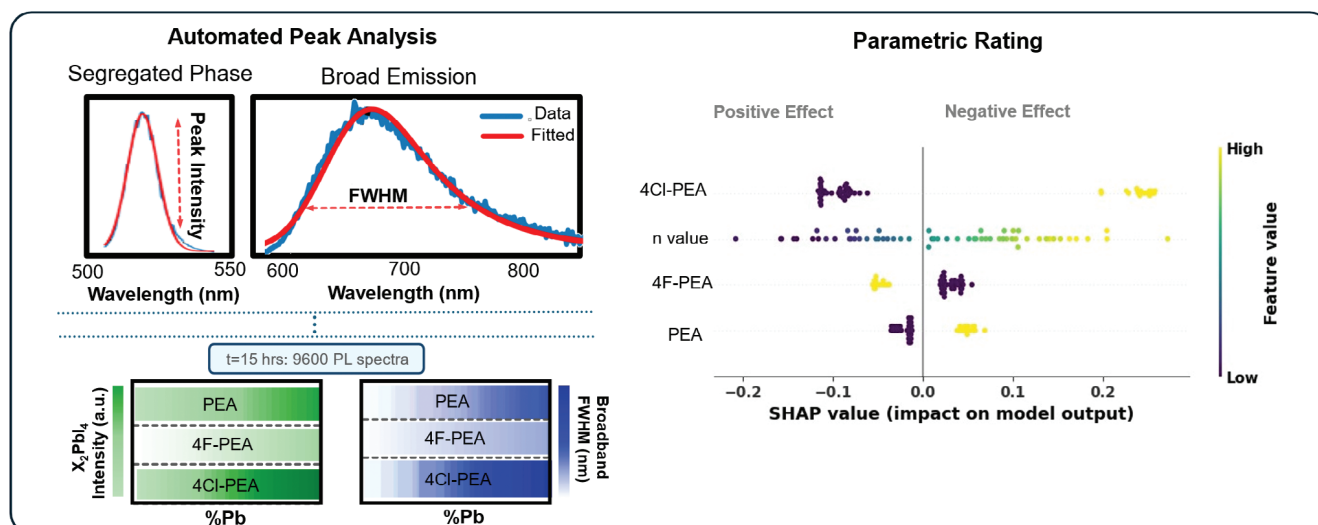 Automated Peak Analysis
Segregated Phase
Broad Emission
Peak Intensity
Data
Fitted
FWHM
500
550
600
700
800
Wavelength (nm)
Wavelength (nm)
t=15 hrs: 9600 PL spectra
X₂PbI₄
Intensity (a.u.)
PEA
4F-PEA
4Cl-PEA
%Pb
PEA
4F-PEA
4Cl-PEA
%Pb
Broadband
FWHM (nm)
Parametric Rating
Positive Effect
Negative Effect
4Cl-PEA
n value
4F-PEA
PEA
−0.2
−0.1
0.0
0.1
0.2
SHAP value (impact on model output)
High
Low
Feature value